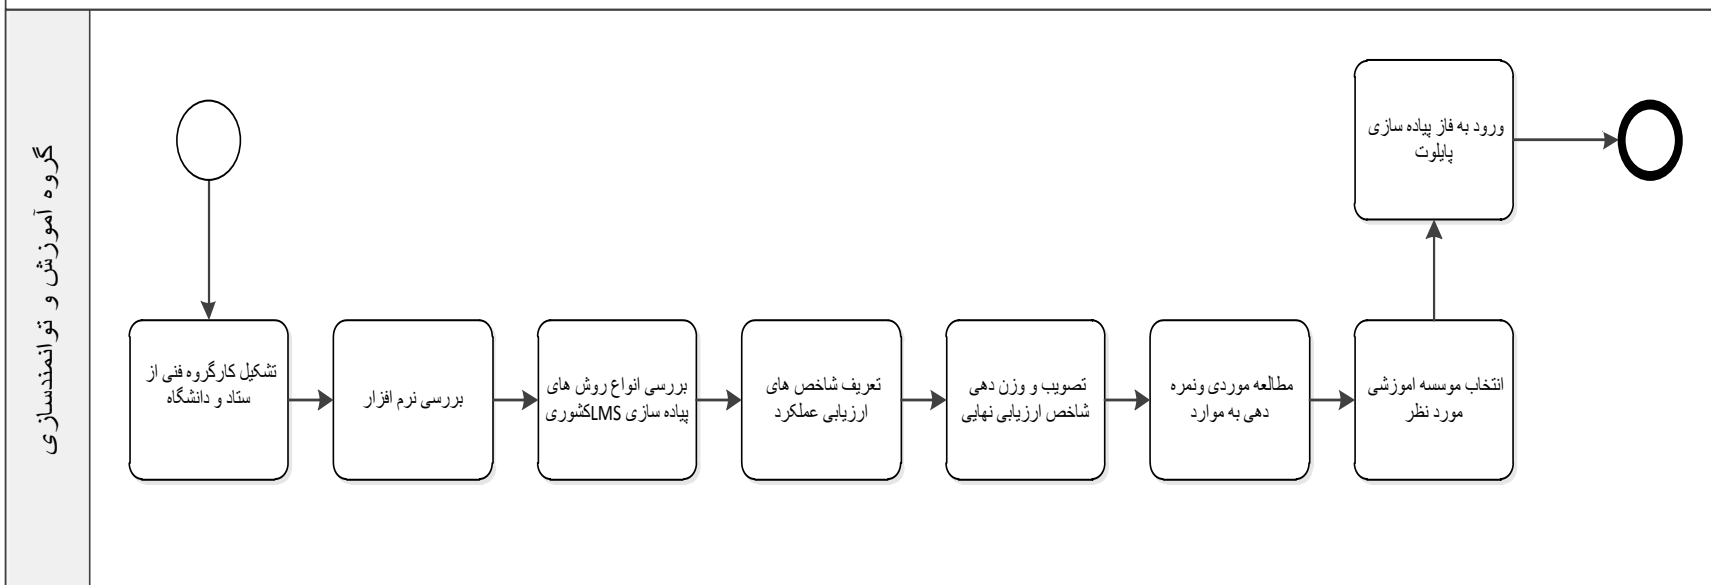 گروه آموزش و توانمندسازی
تشکیل کارگروه فنی از
ستاد و دانشگاه
بررسی نرم افزار
بررسی انواع روش های
پیاده سازی LMSکشوری
تعریف شاخص های
ارزیابی عملکرد
تصویب و وزن دهی
شاخص ارزیابی نهایی
مطالعه موردی ونمره
دهی به موارد
انتخاب موسسه اموزشی
مورد نظر
ورود به فاز پیاده سازی
پایلوت